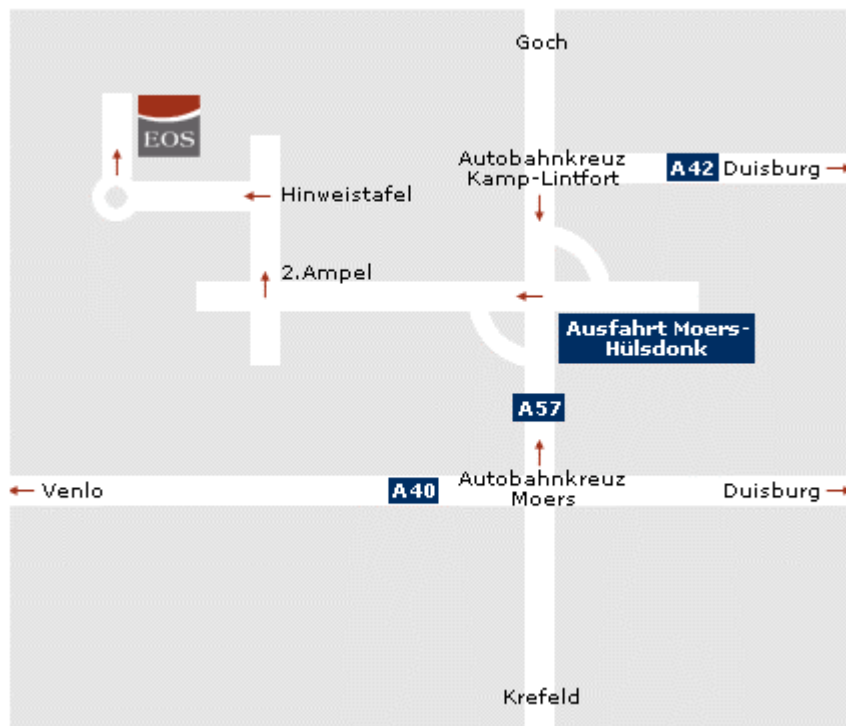 Goch
EOS
Autobahnkreuz
Kamp-Lintfort
A42 Duisburg
Hinweistafel
2.Ampel
Ausfahrt Moers-
Hülsdonk
A57
Venlo
A40
Autobahnkreuz
Moers
Duisburg
Krefeld